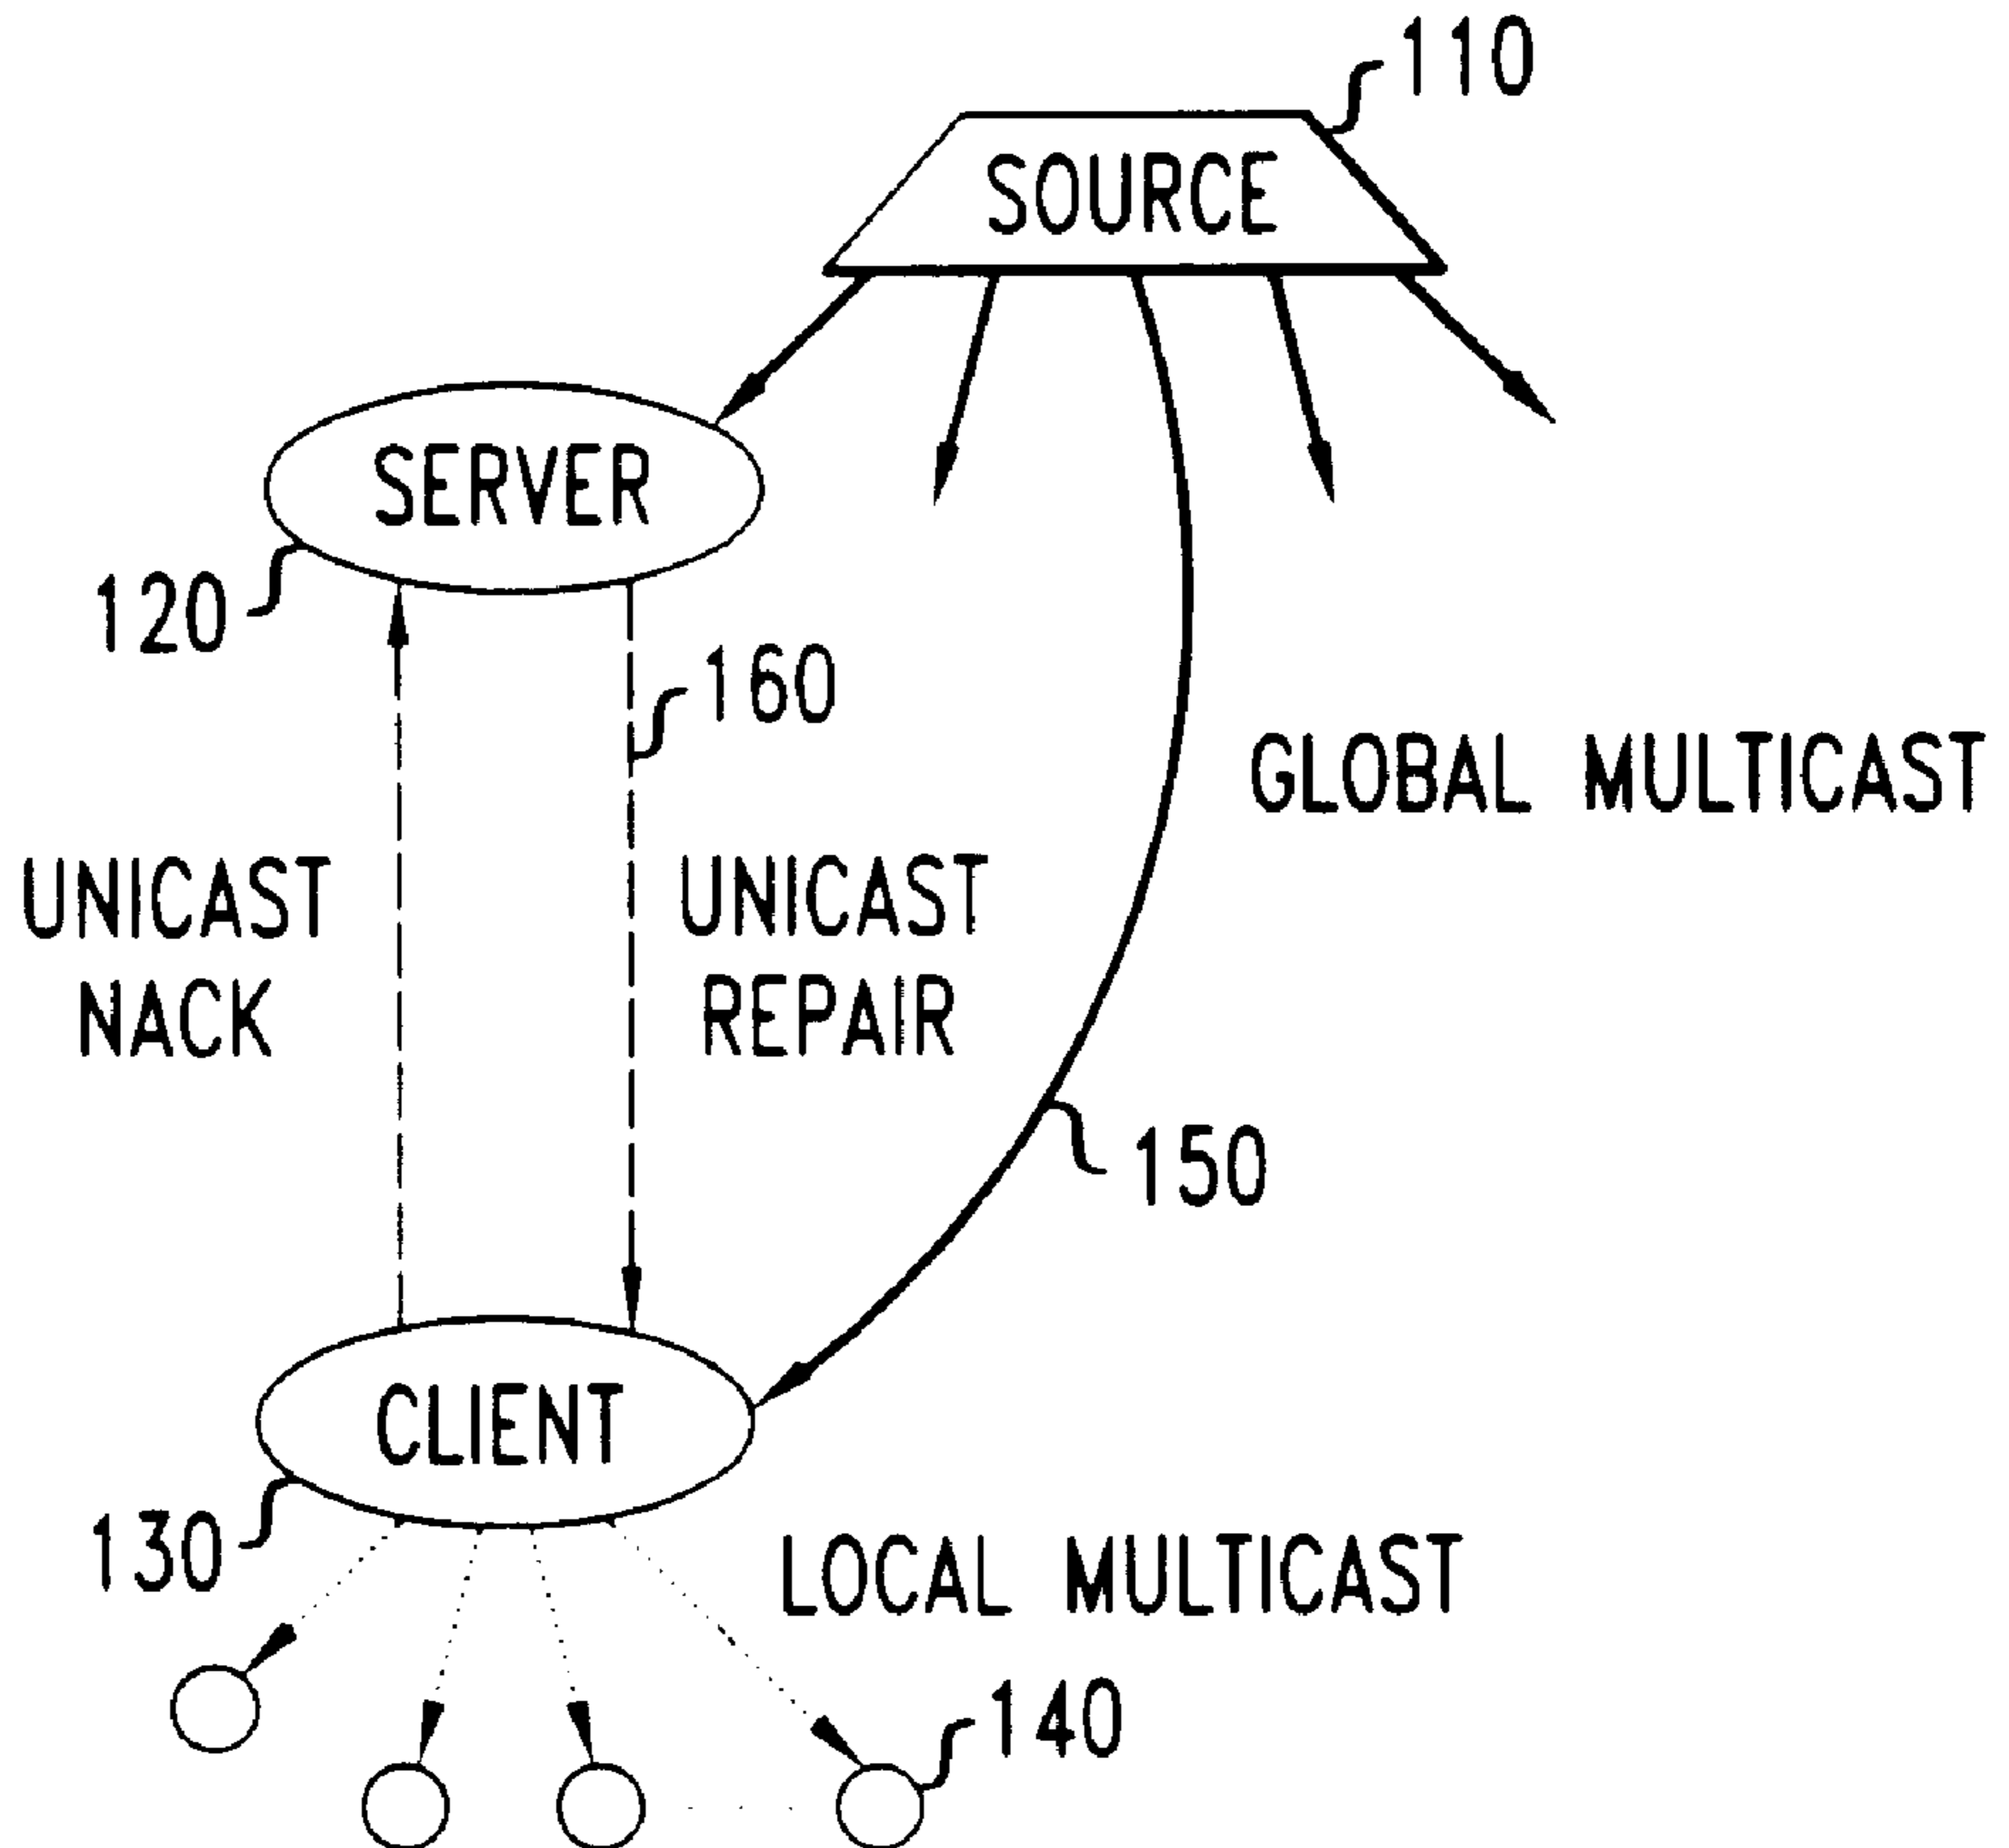 110
SOURCE
SERVER
120
160
GLOBAL MULTICAST
UNICAST
NACK
UNICAST
REPAIR
150
CLIENT
130
LOCAL MULTICAST
140